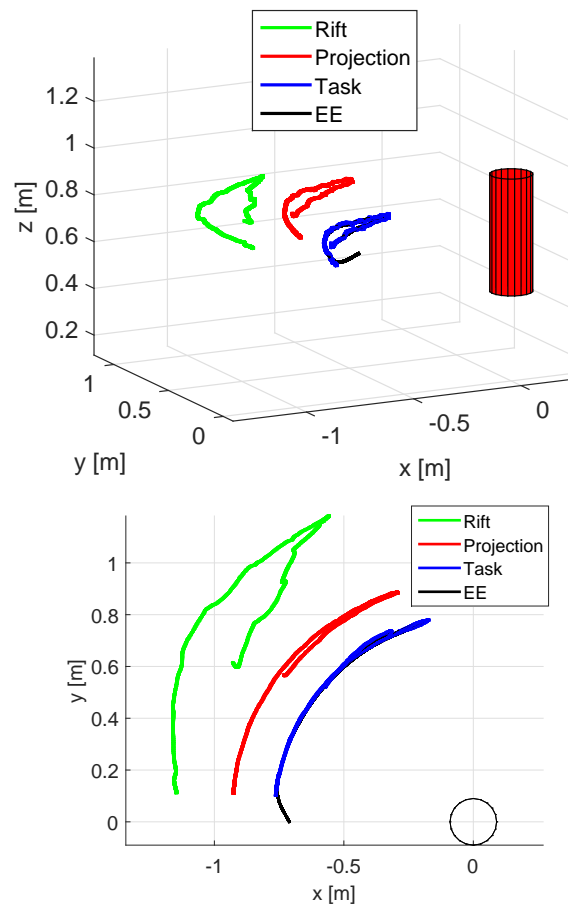 Rift
Projection
Task
EE
1.2
1
0.8
0.6
0.4
0.2
z [m]
1
0.5
0
y [m]
-1
-0.5
0
x [m]
Rift
Projection
Task
EE
1
0.8
0.6
0.4
0.2
0
y [m]
-1
-0.5
0
x [m]